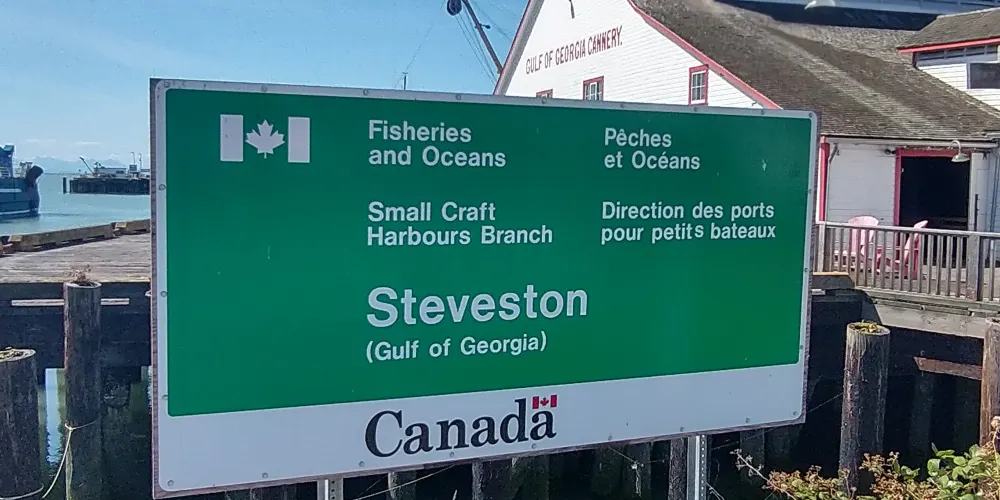 GULF OF GEORGIA CANNERY.
Fisheries
and Oceans
Pêches
et Océans
Small Craft
Harbours Branch
Direction des ports
pour petits bateaux
Steveston
(Gulf of Georgia)
Canada